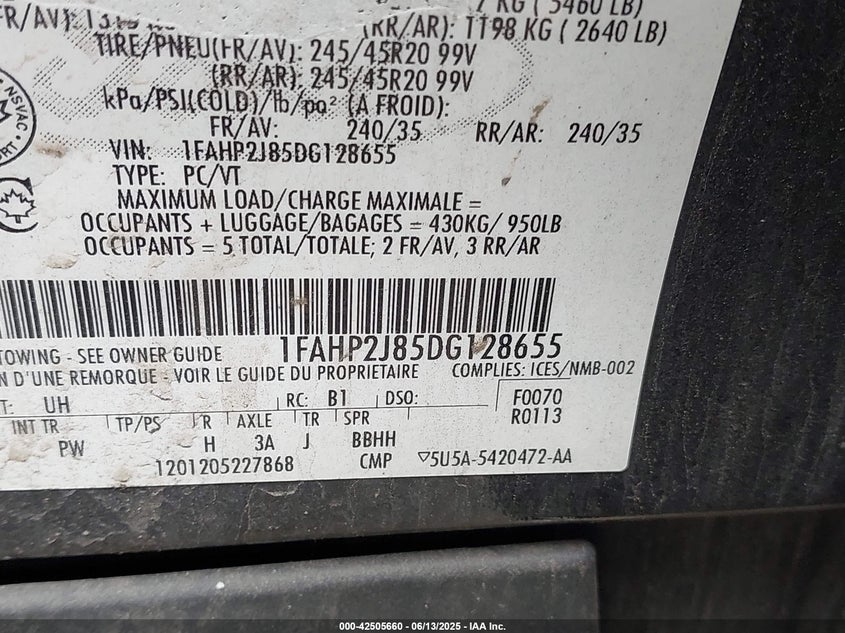 KG ( 5460 LB)
(RR/AR): 1198 KG ( 2640 LB)
TIRE/PNEU(FR/AV): 245/45R20 99V
(RR/AR): 245/45R20 99V
kPa/PSI(COLD)/lb/po² (A FROID):
FR/AV: 240/35 RR/AR: 240/35
VIN: 1FAHP2J85DG128655
TYPE: PC/VT
MAXIMUM LOAD/CHARGE MAXIMALE =
OCCUPANTS + LUGGAGE/BAGAGES = 430KG/ 950LB
OCCUPANTS = 5 TOTAL/TOTALE; 2 FR/AV, 3 RR/AR
1FAHP2J85DG128655
TOWING - SEE OWNER GUIDE
N D'UNE REMORQUE - VOIR LE GUIDE DU PROPRIETAIRE COMPLIES: ICES/NMB-002
T: UH RC: B1 DSO: F0070
INT TR TP/PS R AXLE TR SPR R0113
PW H 3A J BBHH
1201205227868 CMP ▽5U5A-5420472-AA
NSVAC
000-42505660 - 06/13/2025 - IAA Inc.